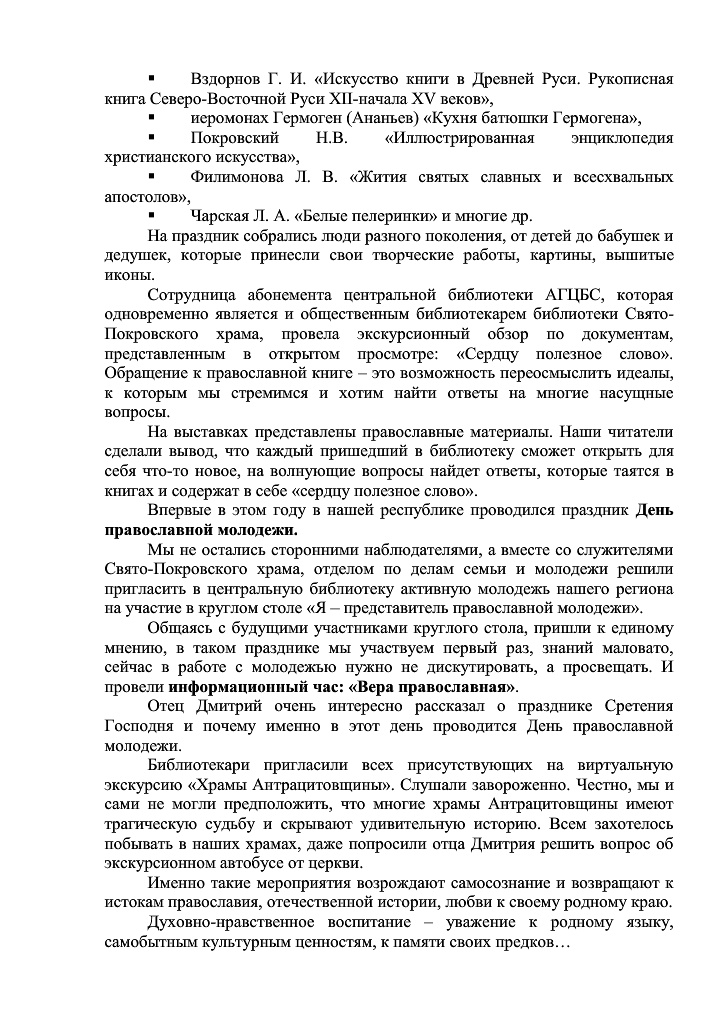 ▪ Вздорнов Г. И. «Искусство книги в Древней Руси. Рукописная
книга Северо-Восточной Руси XII-начала XV веков»,
▪ иеромонах Гермоген (Ананьев) «Кухня батюшки Гермогена»,
▪ Покровский Н.В. «Иллюстрированная энциклопедия
христианского искусства»,
▪ Филимонова Л. В. «Жития святых славных и всесхвальных
апостолов»,
▪ Чарская Л. А. «Белые пелеринки» и многие др.
На праздник собрались люди разного поколения, от детей до бабушек и
дедушек, которые принесли свои творческие работы, картины, вышитые
иконы.
Сотрудница абонемента центральной библиотеки АГЦБС, которая
одновременно является и общественным библиотекарем библиотеки Свято-
Покровского храма, провела экскурсионный обзор по документам,
представленным в открытом просмотре: «Сердцу полезное слово».
Обращение к православной книге – это возможность переосмыслить идеалы,
к которым мы стремимся и хотим найти ответы на многие насущные
вопросы.
На выставках представлены православные материалы. Наши читатели
сделали вывод, что каждый пришедший в библиотеку сможет открыть для
себя что-то новое, на волнующие вопросы найдет ответы, которые таятся в
книгах и содержат в себе «сердцу полезное слово».
Впервые в этом году в нашей республике проводился праздник День
православной молодежи.
Мы не остались сторонними наблюдателями, а вместе со служителями
Свято-Покровского храма, отделом по делам семьи и молодежи решили
пригласить в центральную библиотеку активную молодежь нашего региона
на участие в круглом столе «Я – представитель православной молодежи».
Общаясь с будущими участниками круглого стола, пришли к единому
мнению, в таком празднике мы участвуем первый раз, знаний маловато,
сейчас в работе с молодежью нужно не дискутировать, а просвещать. И
провели информационный час: «Вера православная».
Отец Дмитрий очень интересно рассказал о празднике Сретения
Господня и почему именно в этот день проводится День православной
молодежи.
Библиотекари пригласили всех присутствующих на виртуальную
экскурсию «Храмы Антрацитовщины». Слушали завороженно. Честно, мы и
сами не могли предположить, что многие храмы Антрацитовщины имеют
трагическую судьбу и скрывают удивительную историю. Всем захотелось
побывать в наших храмах, даже попросили отца Дмитрия решить вопрос об
экскурсионном автобусе от церкви.
Именно такие мероприятия возрождают самосознание и возвращают к
истокам православия, отечественной истории, любви к своему родному краю.
Духовно-нравственное воспитание – уважение к родному языку,
самобытным культурным ценностям, к памяти своих предков…